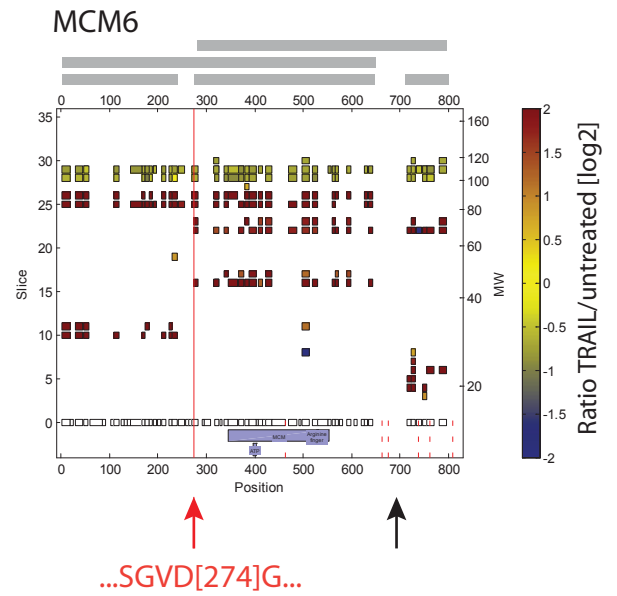 MCM6
0 100 200 300 400 500 600 700 800
35
30
25
20
15
10
5
0
Slice
160
120
100
80
60
40
20
MW
MCM
Arginine
finger
ATP
0 100 200 300 400 500 600 700 800
Position
2
1.5
1
0.5
0
-0.5
-1
-1.5
-2
Ratio TRAIL/untreated [log2]
...SGVD[274]G...